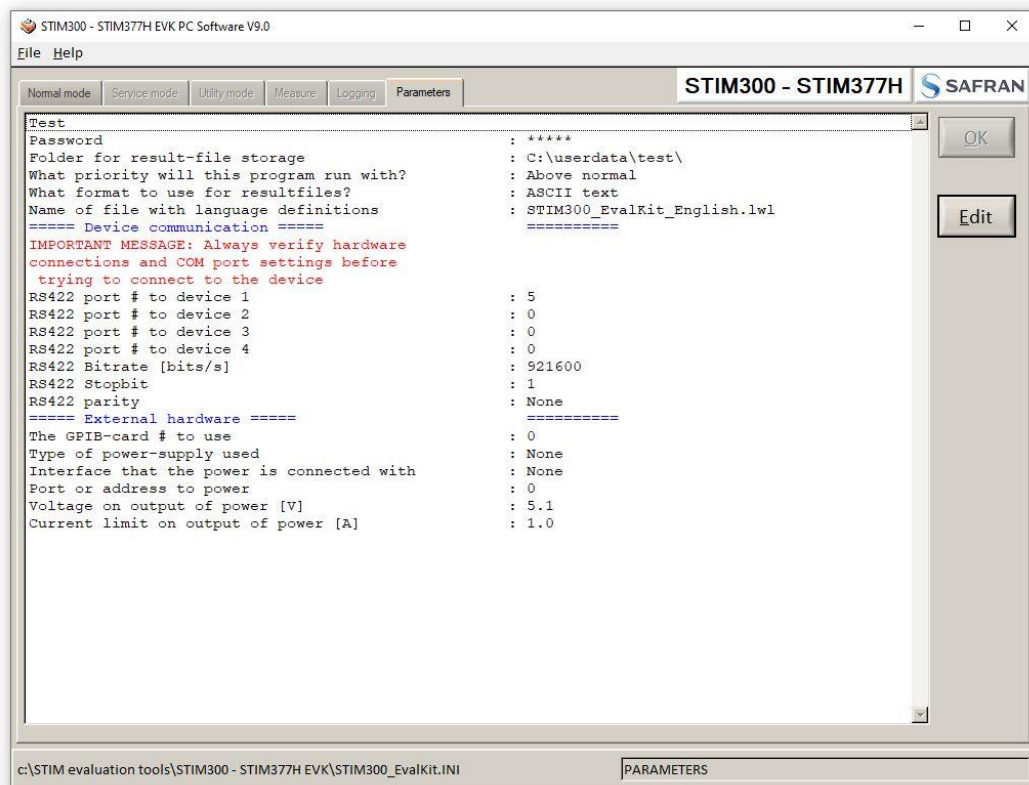 STIM300 - STIM377H EVK PC Software V9.0
File Help
Normal mode Service mode Utility mode Measure Logging Parameters STIM300 - STIM377H SAFRAN
Test
Password : *****
Folder for result-file storage : C:\userdata\test\
What priority will this program run with? : Above normal
What format to use for resultfiles? : ASCII text
Name of file with language definitions : STIM300_EvalKit_English.lwl
===== Device communication ===== ==========
IMPORTANT MESSAGE: Always verify hardware
connections and COM port settings before
trying to connect to the device
RS422 port # to device 1 : 5
RS422 port # to device 2 : 0
RS422 port # to device 3 : 0
RS422 port # to device 4 : 0
RS422 Bitrate [bits/s] : 921600
RS422 Stopbit : 1
RS422 parity : None
===== External hardware ===== ==========
The GPIB-card # to use : 0
Type of power-supply used : None
Interface that the power is connected with : None
Port or address to power : 0
Voltage on output of power [V] : 5.1
Current limit on output of power [A] : 1.0
OK
Edit
c:\STIM evaluation tools\STIM300 - STIM377H EVK\STIM300_EvalKit.INI PARAMETERS